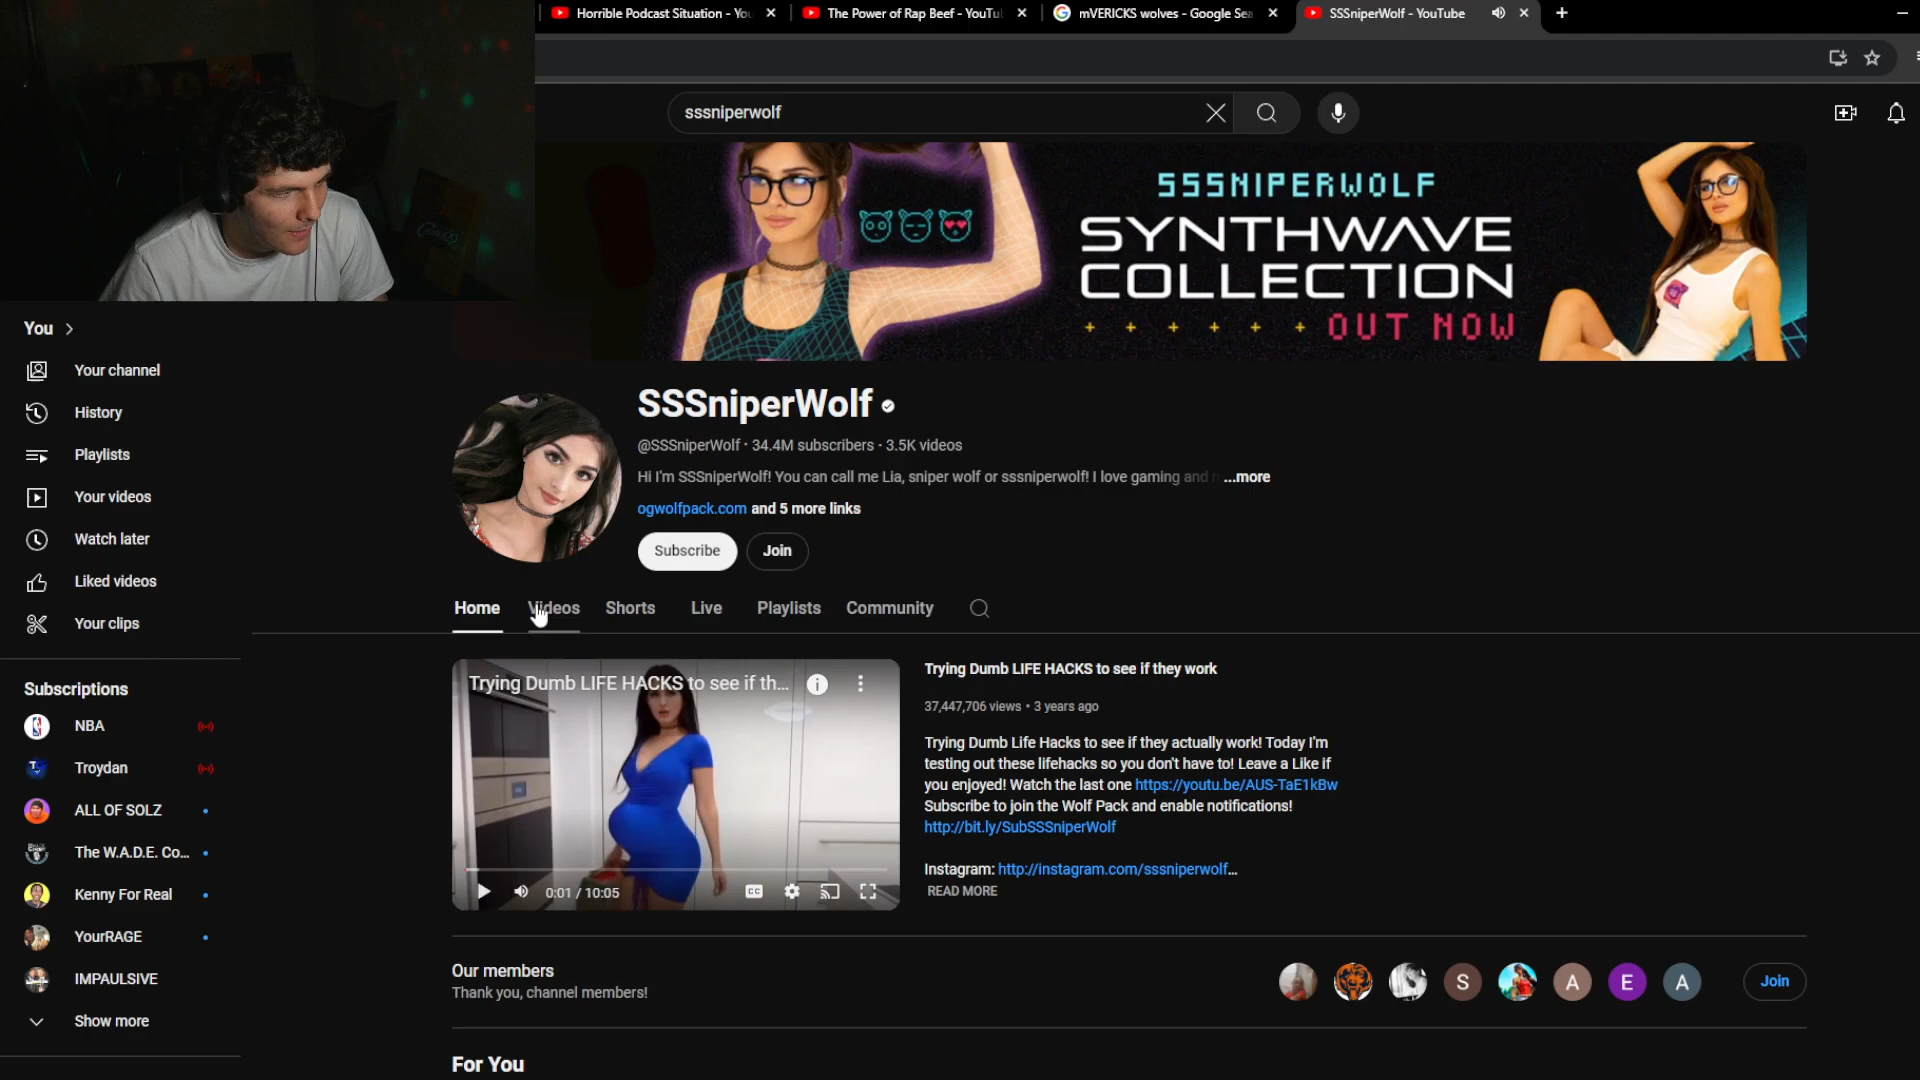 Horrible Podcast Situation - You
The Power of Rap Beef - YouTu
mVERICKS wolves - Google Sea
SSSniperWolf - YouTube
sssniperwolf
SSSNIPERWOLF
SYNTHWAVE
COLLECTION
OUT NOW
You
Your channel
History
Playlists
Your videos
Watch later
Liked videos
Your clips
Subscriptions
NBA
Troydan
ALL OF SOLZ
The W.A.D.E. Co...
Kenny For Real
YourRAGE
IMPAULSIVE
Show more
SSSniperWolf
@SSSniperWolf · 34.4M subscribers · 3.5K videos
Hi I'm SSSniperWolf! You can call me Lia, sniper wolf or sssniperwolf! I love gaming and ...more
ogwolfpack.com and 5 more links
Subscribe Join
Home Videos Shorts Live Playlists Community
Trying Dumb LIFE HACKS to see if th...
0:01 / 10:05
CC
Trying Dumb LIFE HACKS to see if they work
37,447,706 views • 3 years ago
Trying Dumb Life Hacks to see if they actually work! Today I'm
testing out these lifehacks so you don't have to! Leave a Like if
you enjoyed! Watch the last one https://youtu.be/AUS-TaE1kBw
Subscribe to join the Wolf Pack and enable notifications!
http://bit.ly/SubSSSniperWolf
Instagram: http://instagram.com/sssniperwolf...
READ MORE
Our members
Thank you, channel members!
S A E A
Join
For You